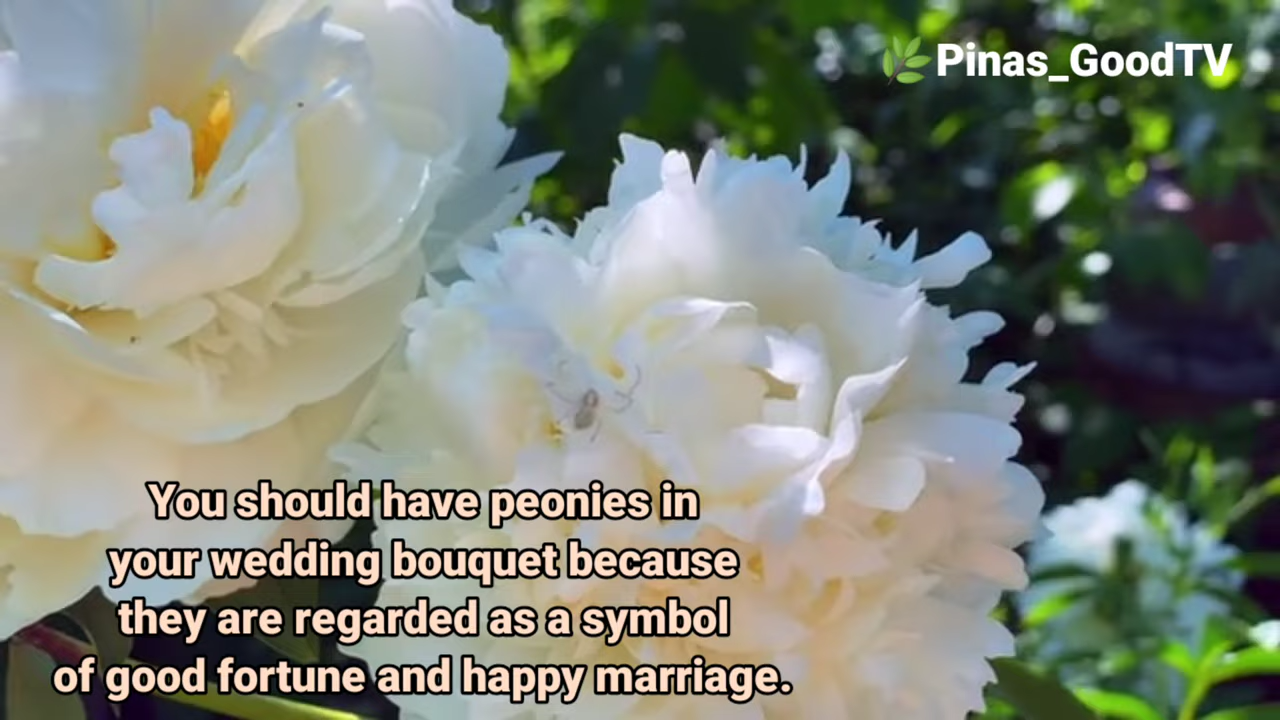 Pinas_GoodTV
You should have peonies in
your wedding bouquet because
they are regarded as a symbol
of good fortune and happy marriage.